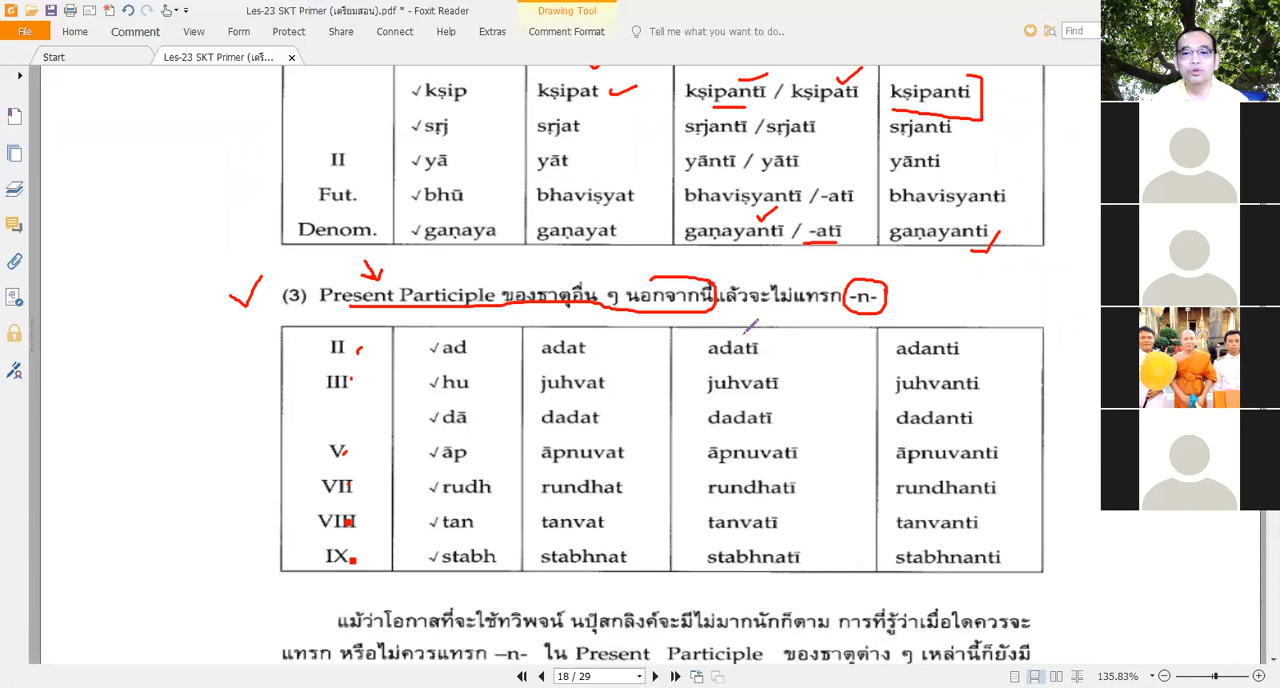 Les-23 SKT Primer (เตรียมสอน).pdf * - Foxit Reader
Drawing Tool
File Home Comment View Form Protect Share Connect Help Extras Comment Format Tell me what you want to do.. Find
Start Les-23 SKT Primer (เตรี...
√kṣip kṣipat kṣipantī / kṣipatī kṣipanti
√sṛj sṛjat sṛjantī /sṛjatī sṛjanti
II √yā yāt yāntī / yātī yānti
Fut. √bhū bhaviṣyat bhaviṣyantī /-atī bhavisyanti
Denom. √gaṇaya gaṇayat gaṇayantī / -atī gaṇayanti
(3) Present Participle ของธาตุอื่น ๆ นอกจากนี้แล้วจะไม่แทรก -n-
II √ad adat adatī adanti
III √hu juhvat juhvatī juhvanti
√dā dadat dadatī dadanti
V √āp āpnuvat āpnuvatī āpnuvanti
VII √rudh rundhat rundhatī rundhanti
VIII √tan tanvat tanvatī tanvanti
IX √stabh stabhnat stabhnatī stabhnanti
แม้ว่าโอกาสที่จะใช้ทวิพจน์ นปุํสกลิงค์จะมีไม่มากนักก็ตาม การที่รู้ว่าเมื่อใดควรจะ
แทรก หรือไม่ควรแทรก –n- ใน Present Participle ของธาตุต่าง ๆ เหล่านี้ก็ยังมี
18 / 29 135.83%